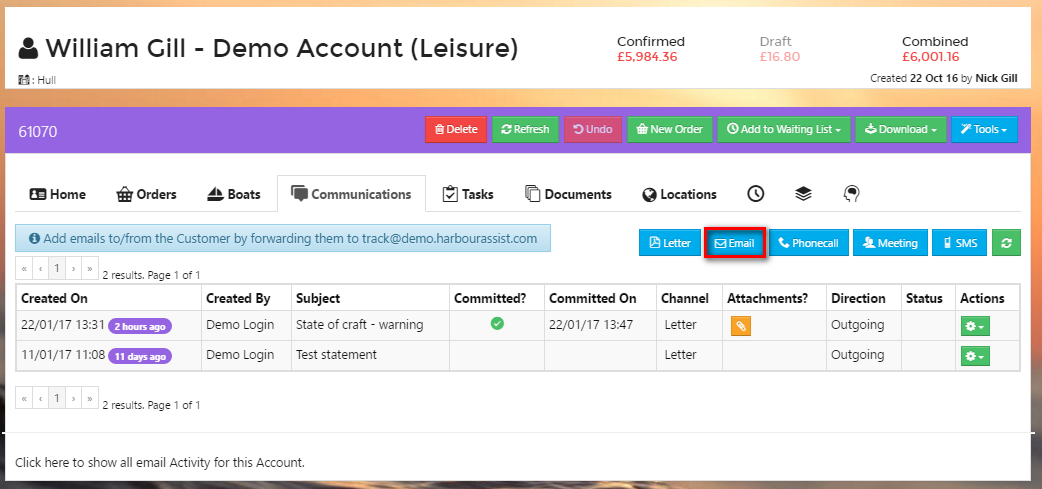 William Gill - Demo Account (Leisure)
Confirmed Draft Combined
£5,984.36 £16.80 £6,001.16
: Hull
Created 22 Oct 16 by Nick Gill
61070
Delete Refresh Undo New Order Add to Waiting List Download Tools
Home Orders Boats Communications Tasks Documents Locations
Add emails to/from the Customer by forwarding them to track@demo.harbourassist.com
Letter Email Phonecall Meeting SMS
« ‹ 1 › » 2 results. Page 1 of 1
Created On Created By Subject Committed? Committed On Channel Attachments? Direction Status Actions
22/01/17 13:31 2 hours ago Demo Login State of craft - warning 22/01/17 13:47 Letter Outgoing
11/01/17 11:08 11 days ago Demo Login Test statement Letter Outgoing
« ‹ 1 › » 2 results. Page 1 of 1
Click here to show all email Activity for this Account.